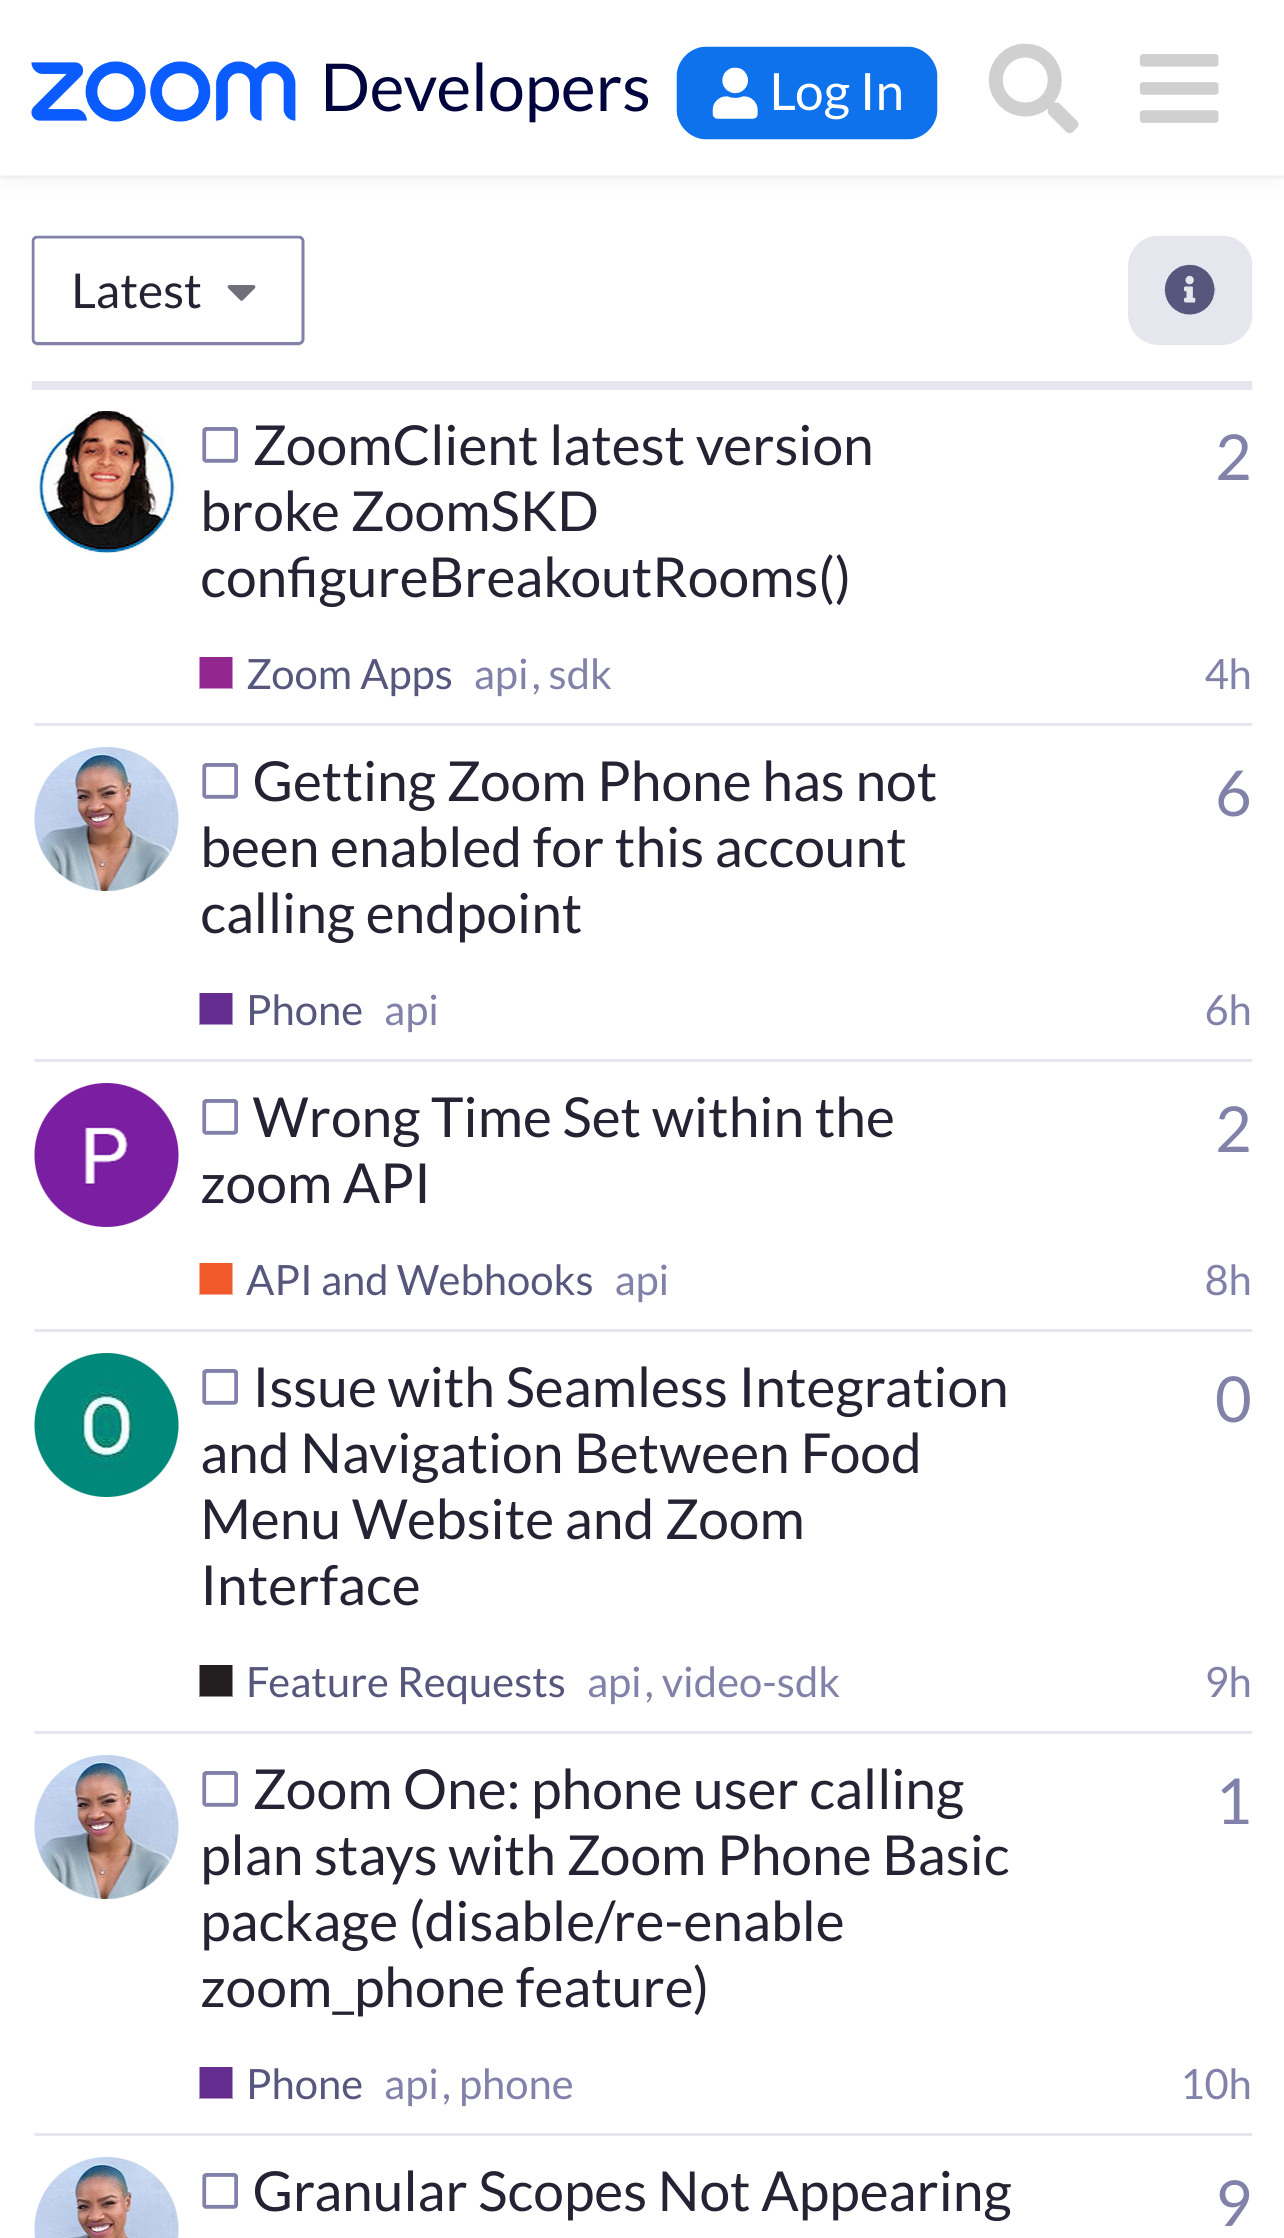 zoom Developers Log In
Latest
ZoomClient latest version
broke ZoomSKD
configureBreakoutRooms()
2
Zoom Apps api, sdk 4h
Getting Zoom Phone has not
been enabled for this account
calling endpoint
6
Phone api 6h
Wrong Time Set within the
zoom API
2
P
API and Webhooks api 8h
Issue with Seamless Integration
and Navigation Between Food
Menu Website and Zoom
Interface
0
O
Feature Requests api, video-sdk 9h
Zoom One: phone user calling
plan stays with Zoom Phone Basic
package (disable/re-enable
zoom_phone feature)
1
Phone api, phone 10h
Granular Scopes Not Appearing
9